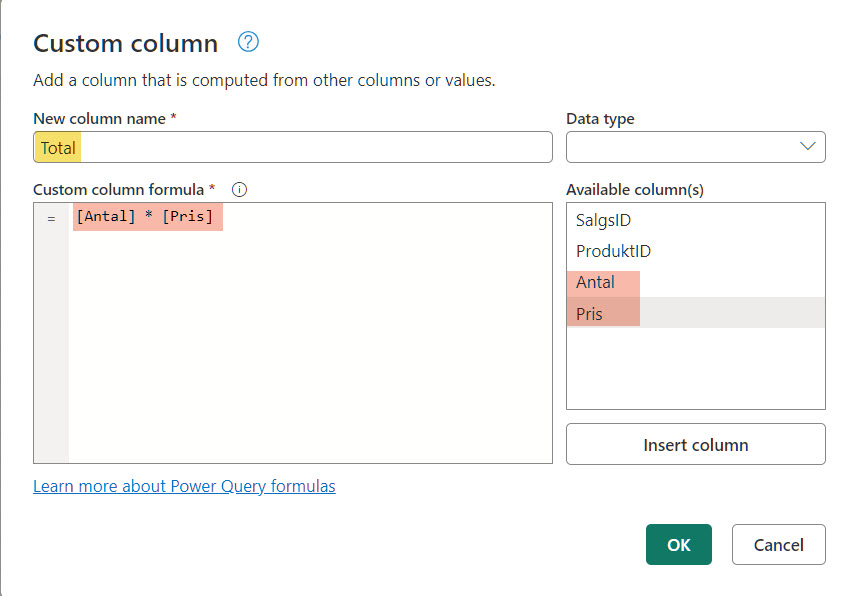 Custom column ?
Add a column that is computed from other columns or values.
New column name *
Data type
Total
Custom column formula * i
Available column(s)
= [Antal] * [Pris]
SalgsID
ProduktID
Antal
Pris
Insert column
Learn more about Power Query formulas
OK
Cancel